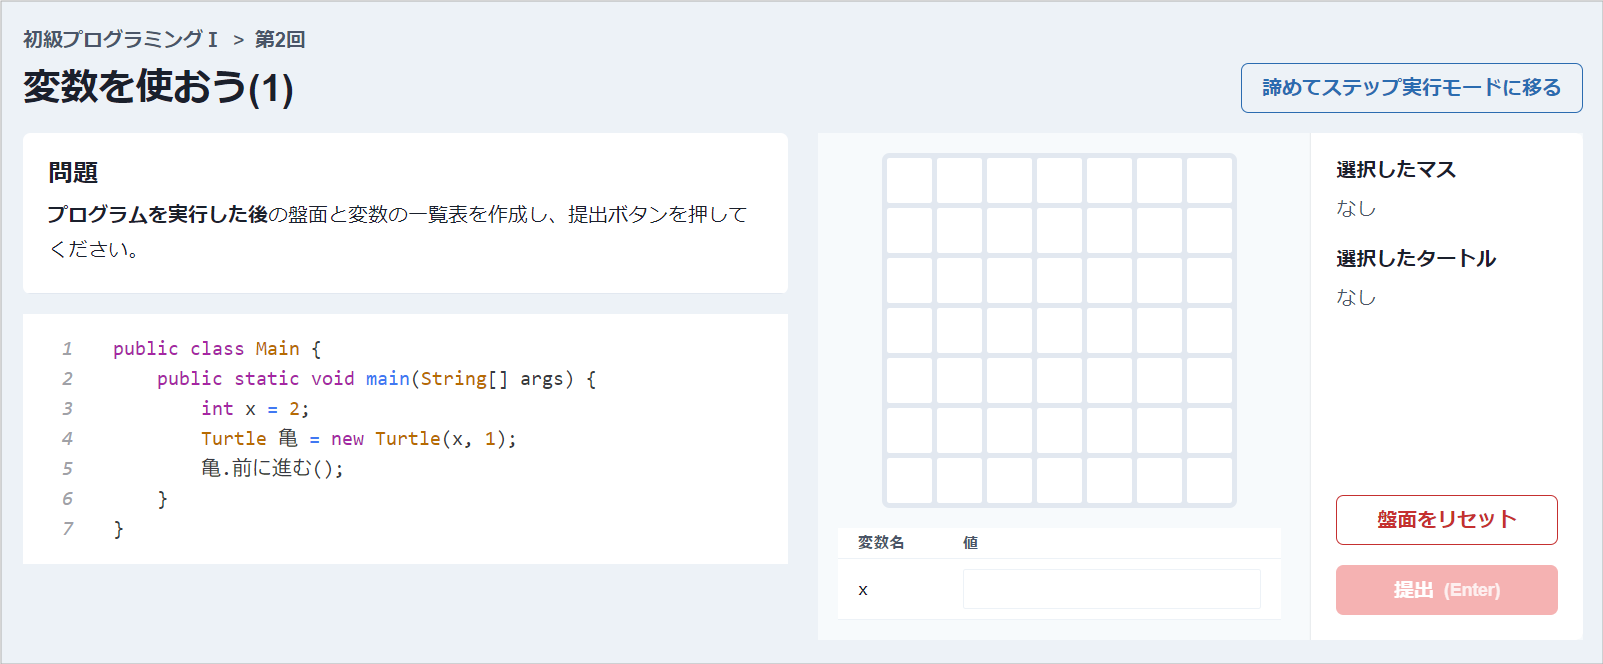 初級プログラミングⅠ > 第2回
変数を使おう(1)
諦めてステップ実行モードに移る
問題
プログラムを実行した後の盤面と変数の一覧表を作成し、提出ボタンを押して
ください。
1 public class Main {
2 public static void main(String[] args) {
3 int x = 2;
4 Turtle 亀 = new Turtle(x, 1);
5 亀.前に進む();
6 }
7 }
変数名 値
x
選択したマス
なし
選択したタートル
なし
盤面をリセット
提出 (Enter)